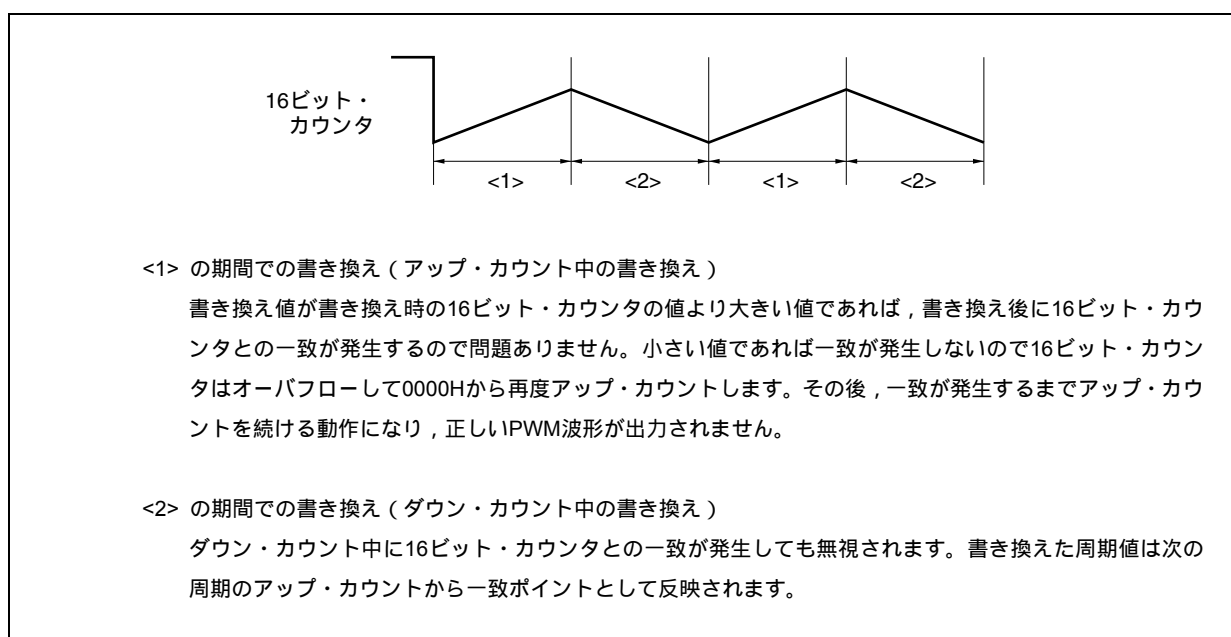 16ビット・
カウンタ
<1> <2> <1> <2>
<1> の期間での書き換え（アップ・カウント中の書き換え）
書き換え値が書き換え時の16ビット・カウンタの値より大きい値であれば，書き換え後に16ビット・カウ
ンタとの一致が発生するので問題ありません。小さい値であれば一致が発生しないので16ビット・カウン
タはオーバフローして0000Hから再度アップ・カウントします。その後，一致が発生するまでアップ・カウ
ントを続ける動作になり，正しいPWM波形が出力されません。
<2> の期間での書き換え（ダウン・カウント中の書き換え）
ダウン・カウント中に16ビット・カウンタとの一致が発生しても無視されます。書き換えた周期値は次の
周期のアップ・カウントから一致ポイントとして反映されます。